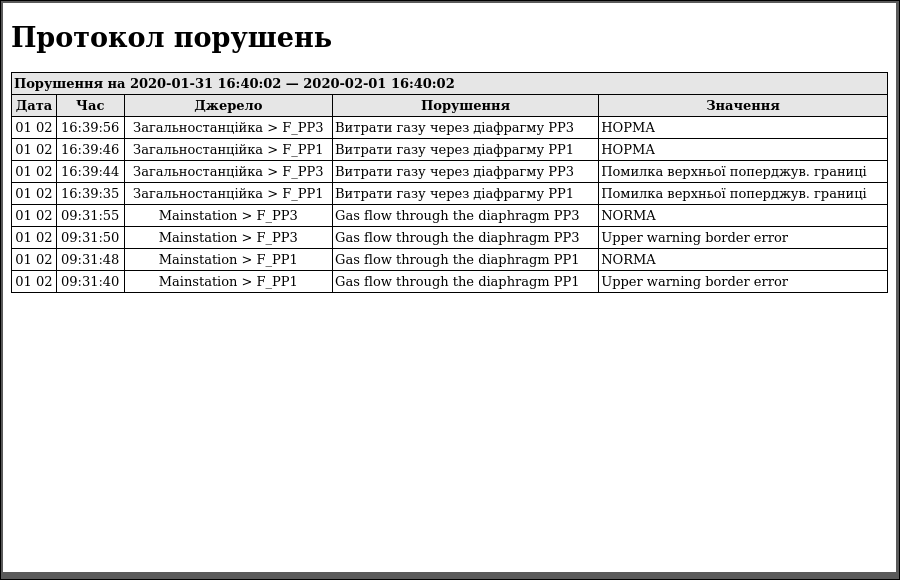 Протокол порушень
Порушення на 2020-01-31 16:40:02 — 2020-02-01 16:40:02
Дата Час Джерело Порушення Значення
01 02 16:39:56 Загальностанційка > F_PP3 Витрати газу через діафрагму PP3 НОРМА
01 02 16:39:46 Загальностанційка > F_PP1 Витрати газу через діафрагму PP1 НОРМА
01 02 16:39:44 Загальностанційка > F_PP3 Витрати газу через діафрагму PP3 Помилка верхньої поперджув. границі
01 02 16:39:35 Загальностанційка > F_PP1 Витрати газу через діафрагму PP1 Помилка верхньої поперджув. границі
01 02 09:31:55 Mainstation > F_PP3 Gas flow through the diaphragm PP3 NORMA
01 02 09:31:50 Mainstation > F_PP3 Gas flow through the diaphragm PP3 Upper warning border error
01 02 09:31:48 Mainstation > F_PP1 Gas flow through the diaphragm PP1 NORMA
01 02 09:31:40 Mainstation > F_PP1 Gas flow through the diaphragm PP1 Upper warning border error